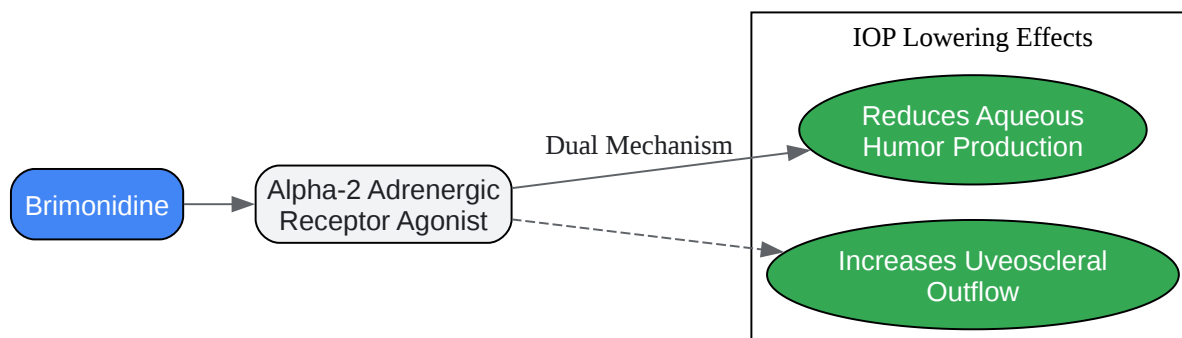 IOP Lowering Effects
Reduces Aqueous
Humor Production
Dual Mechanism
Brimonidine
Alpha-2 Adrenergic
Receptor Agonist
Increases Uveoscleral
Outflow